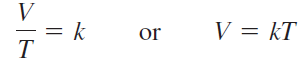 V/T = k or V = kT